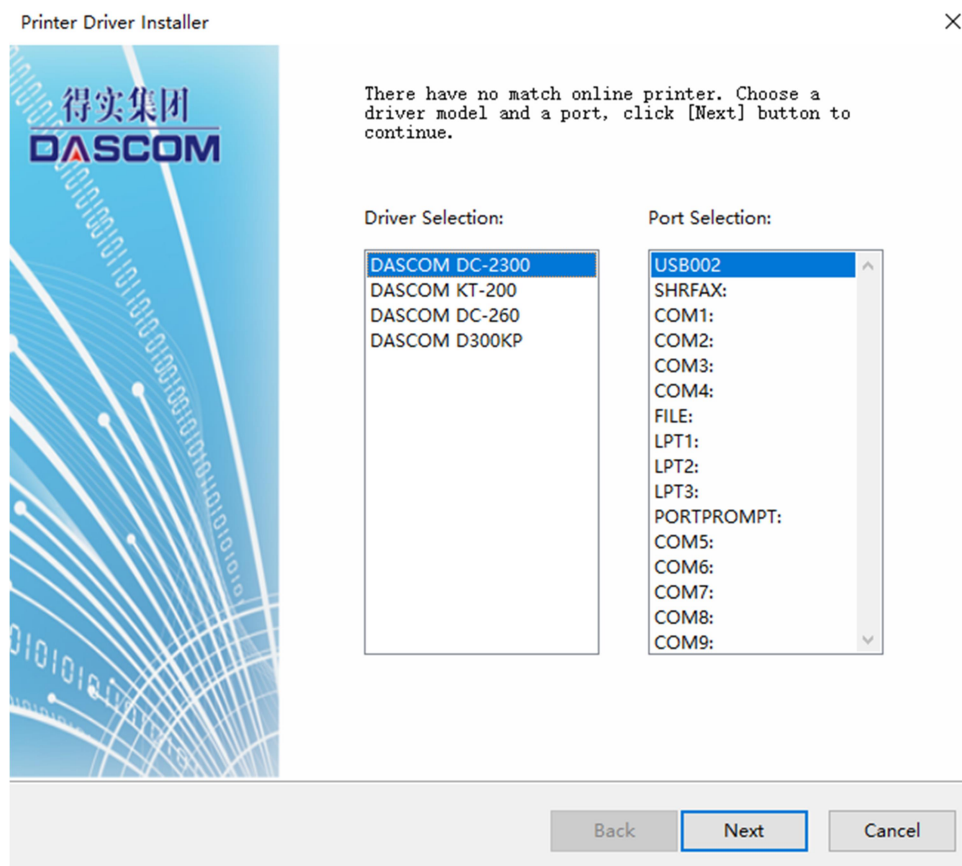 Printer Driver Installer
得实集团
DASCOM
There have no match online printer. Choose a
driver model and a port, click [Next] button to
continue.
Driver Selection:
DASCOM DC-2300
DASCOM KT-200
DASCOM DC-260
DASCOM D300KP
Port Selection:
USB002
SHRFAX:
COM1:
COM2:
COM3:
COM4:
FILE:
LPT1:
LPT2:
LPT3:
PORTPROMPT:
COM5:
COM6:
COM7:
COM8:
COM9:
Back
Next
Cancel